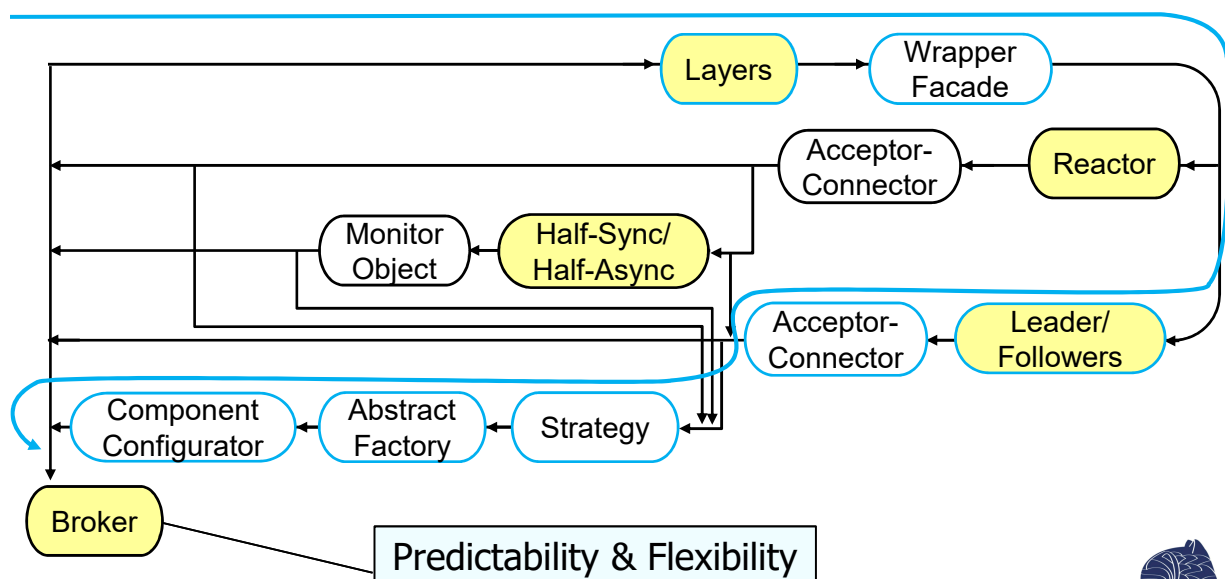 Layers
Wrapper
Facade
Acceptor-
Connector
Reactor
Monitor
Object
Half-Sync/
Half-Async
Acceptor-
Connector
Leader/
Followers
Component
Configurator
Abstract
Factory
Strategy
Broker
Predictability & Flexibility